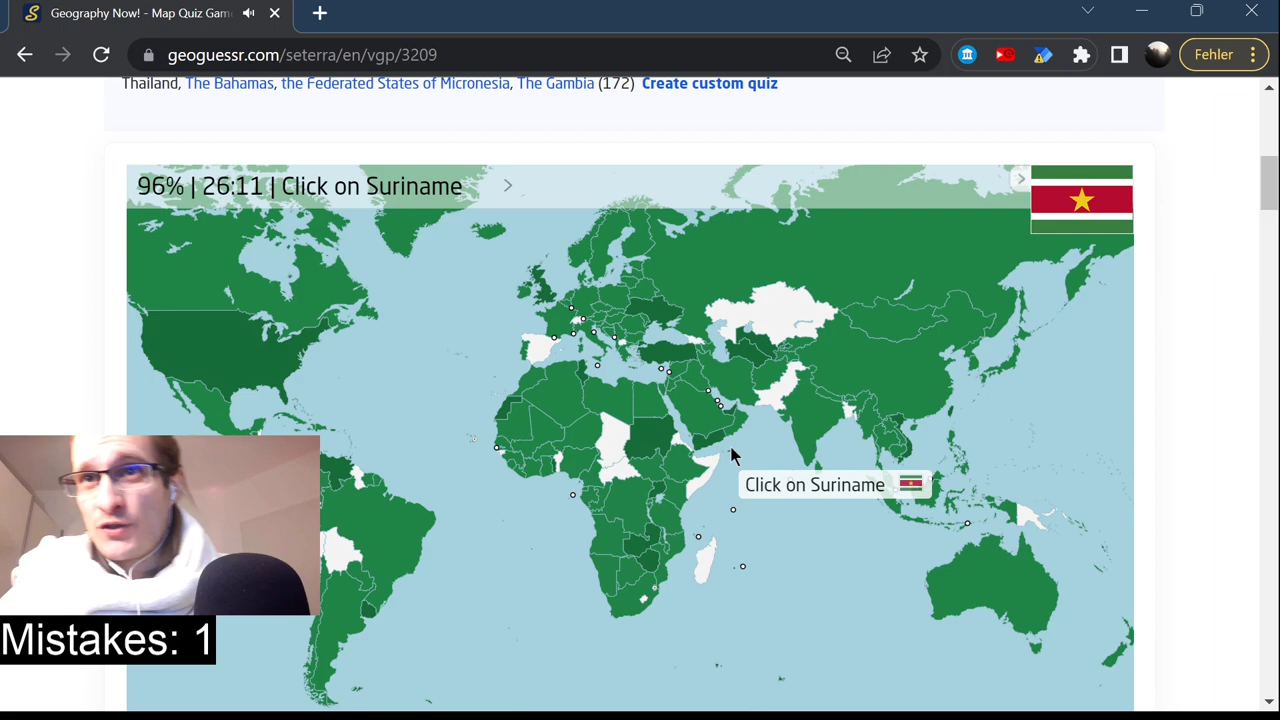 Geography Now! - Map Quiz Gam
geoguessr.com/seterra/en/vgp/3209
Fehler
Thailand, The Bahamas, the Federated States of Micronesia, The Gambia (172) Create custom quiz
96% | 26:11 | Click on Suriname
Click on Suriname
Mistakes: 1